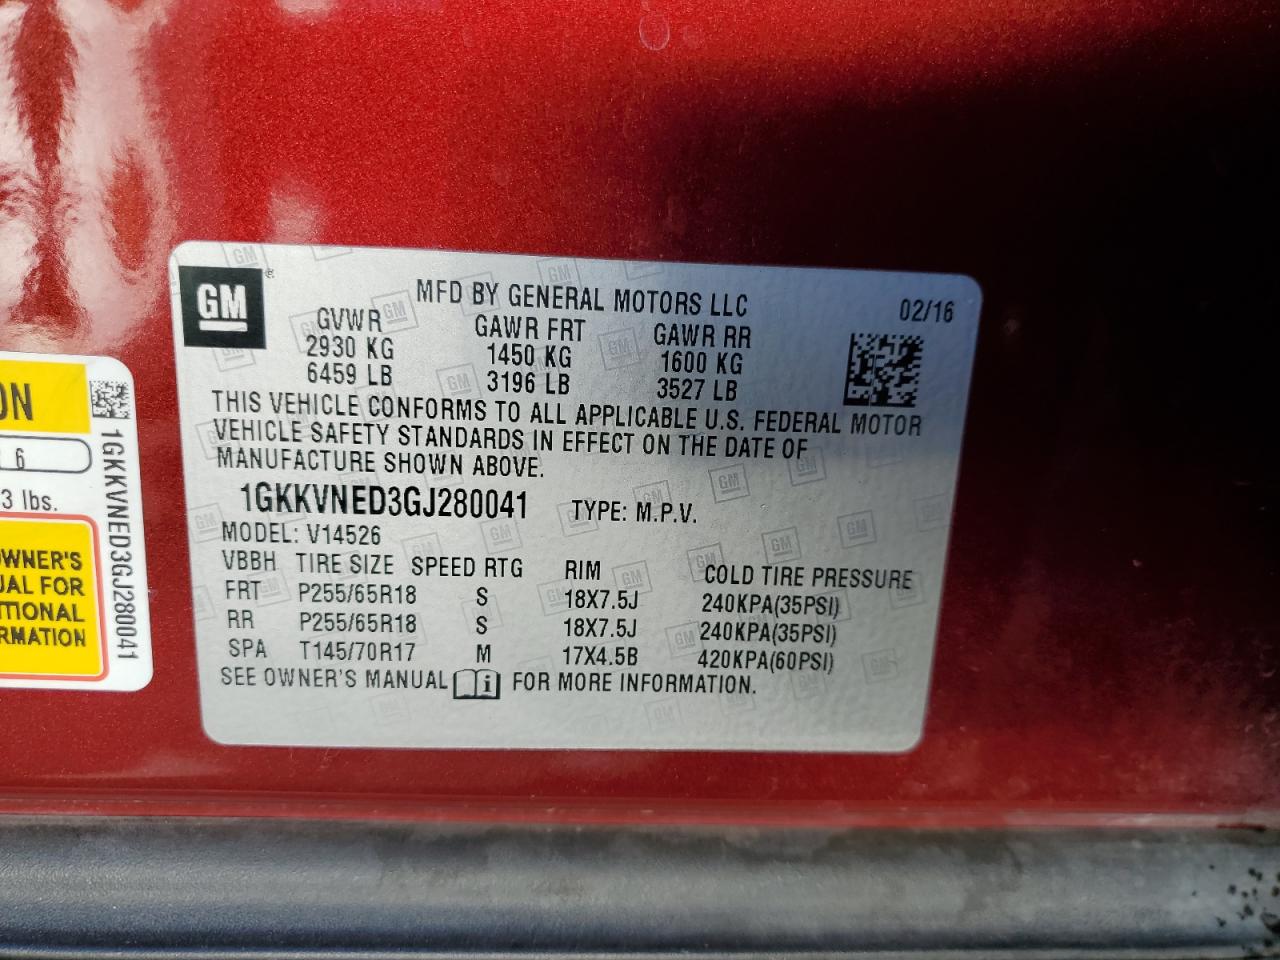 GM
MFD BY GENERAL MOTORS LLC
02/16
GVWR GAWR FRT GAWR RR
2930 KG 1450 KG 1600 KG
6459 LB 3196 LB 3527 LB
THIS VEHICLE CONFORMS TO ALL APPLICABLE U.S. FEDERAL MOTOR
VEHICLE SAFETY STANDARDS IN EFFECT ON THE DATE OF
MANUFACTURE SHOWN ABOVE.
1GKKVNED3GJ280041 TYPE: M.P.V.
MODEL: V14526
VBBH TIRE SIZE SPEED RTG RIM COLD TIRE PRESSURE
FRT P255/65R18 S 18X7.5J 240KPA(35PSI)
RR P255/65R18 S 18X7.5J 240KPA(35PSI)
SPA T145/70R17 M 17X4.5B 420KPA(60PSI)
SEE OWNER'S MANUAL i FOR MORE INFORMATION.
ON
6
3 lbs.
OWNER'S
UAL FOR
TIONAL
RMATION
1GKKVNED3GJ280041